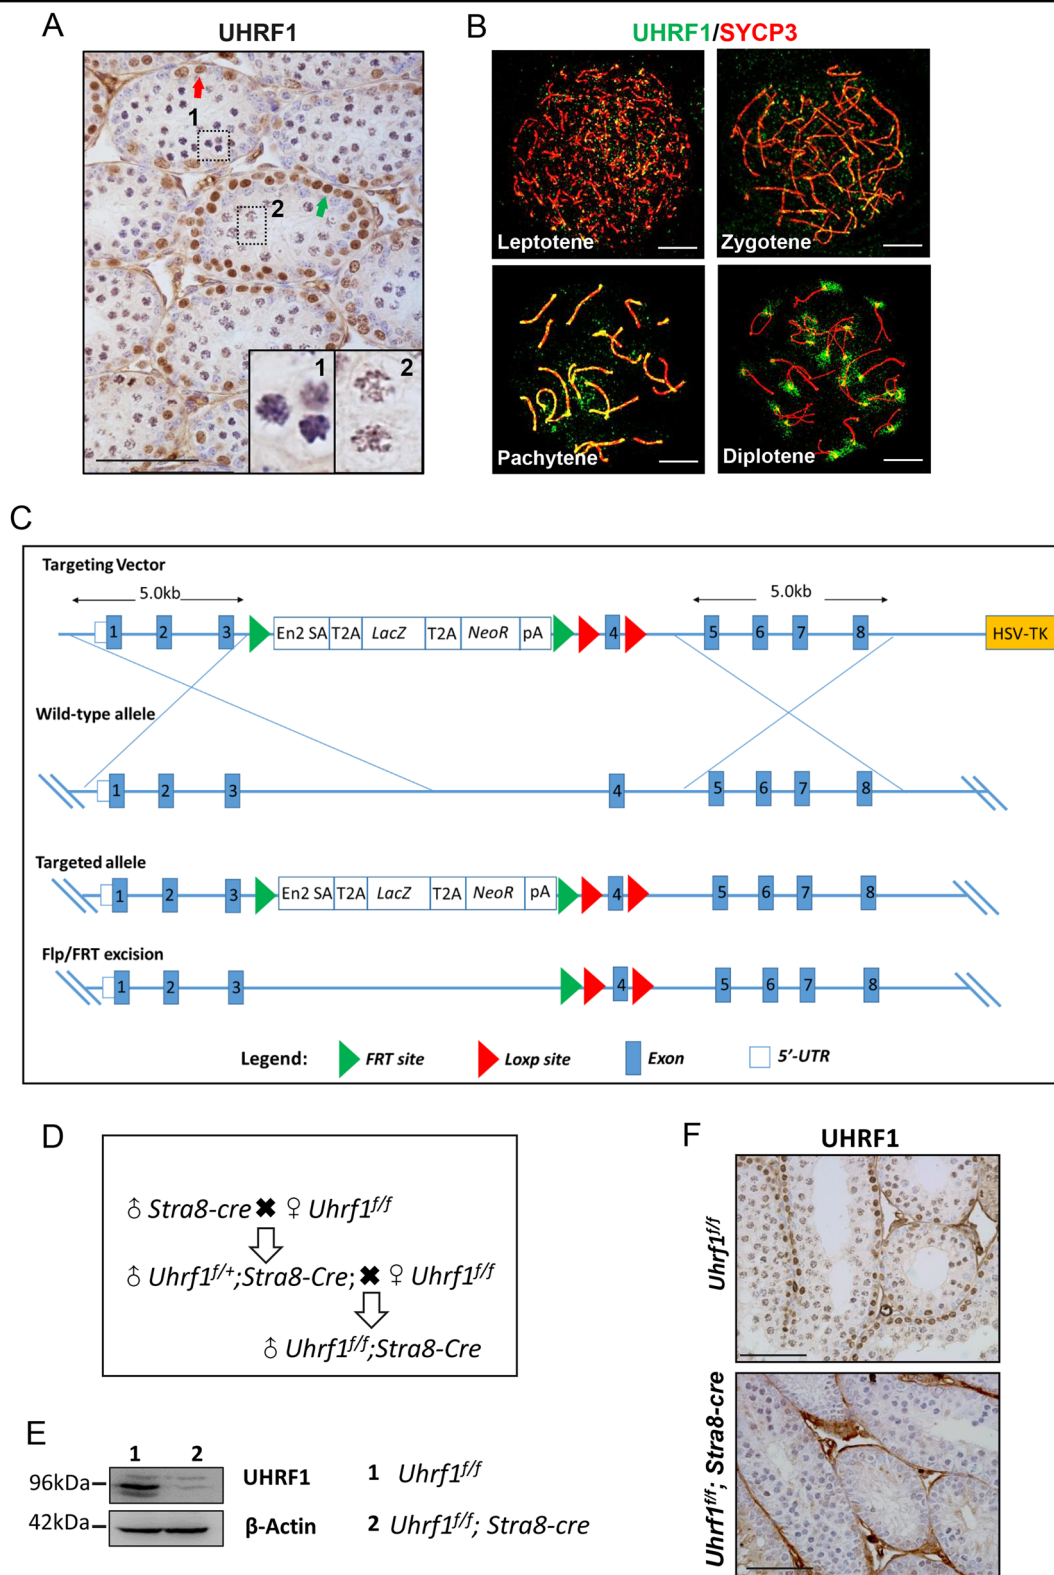 A
UHRF1
1
2
1
2
B
UHRF1/SYCP3
Leptotene
Zygotene
Pachytene
Diplotene
C
Targeting Vector
5.0kb
5.0kb
1 2 3 En2 SA T2A LacZ T2A NeoR pA 4 5 6 7 8 HSV-TK
Wild-type allele
1 2 3 4 5 6 7 8
Targeted allele
1 2 3 En2 SA T2A LacZ T2A NeoR pA 4 5 6 7 8
Flp/FRT excision
1 2 3 4 5 6 7 8
Legend: FRT site Loxp site Exon 5'-UTR
D
♂ Stra8-cre ✖ ♀ Uhrf1f/f
♂ Uhrf1f/+;Stra8-Cre; ✖ ♀ Uhrf1f/f
♂ Uhrf1f/f;Stra8-Cre
E
1 2
96kDa UHRF1
42kDa β-Actin
1 Uhrf1f/f
2 Uhrf1f/f; Stra8-cre
F
UHRF1
Uhrf1f/f
Uhrf1f/f; Stra8-cre